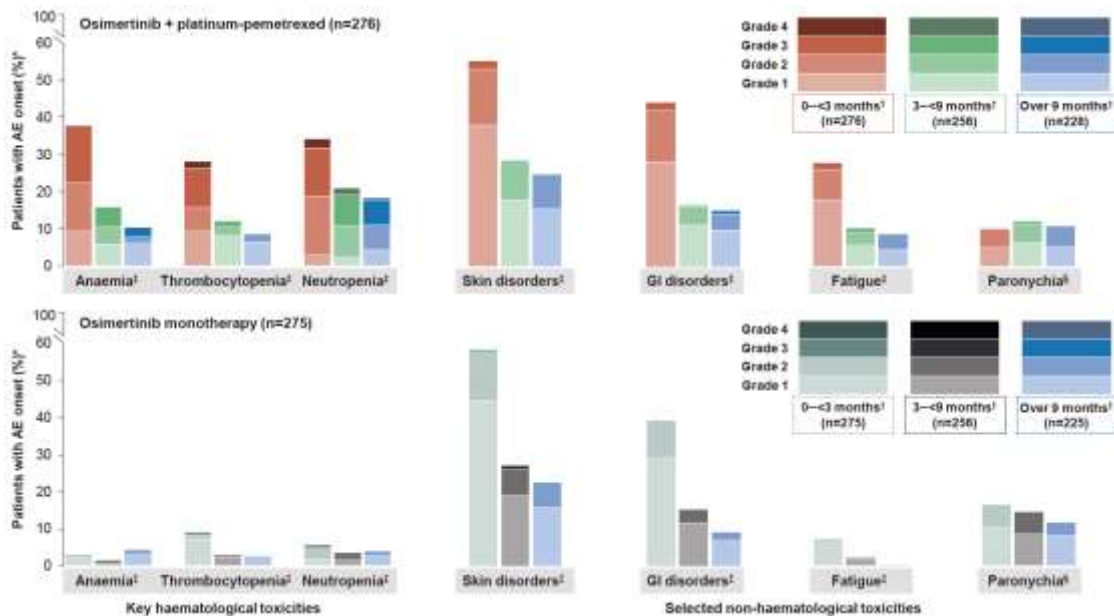 Osimertinib + platinum-pemetrexed (n=276)
Patients with AE onset (%)*
100
60
50
40
30
20
10
0
Grade 4
Grade 3
Grade 2
Grade 1
0–<3 months†
(n=276)
3–<9 months†
(n=256)
Over 9 months†
(n=228)
Anaemia‡
Thrombocytopenia‡
Neutropenia‡
Skin disorders‡
GI disorders‡
Fatigue‡
Paronychia§
Osimertinib monotherapy (n=275)
Patients with AE onset (%)*
100
60
50
40
30
20
10
0
Grade 4
Grade 3
Grade 2
Grade 1
0–<3 months†
(n=275)
3–<9 months†
(n=256)
Over 9 months†
(n=225)
Anaemia‡
Thrombocytopenia‡
Neutropenia‡
Skin disorders‡
GI disorders‡
Fatigue‡
Paronychia§
Key haematological toxicities
Selected non-haematological toxicities